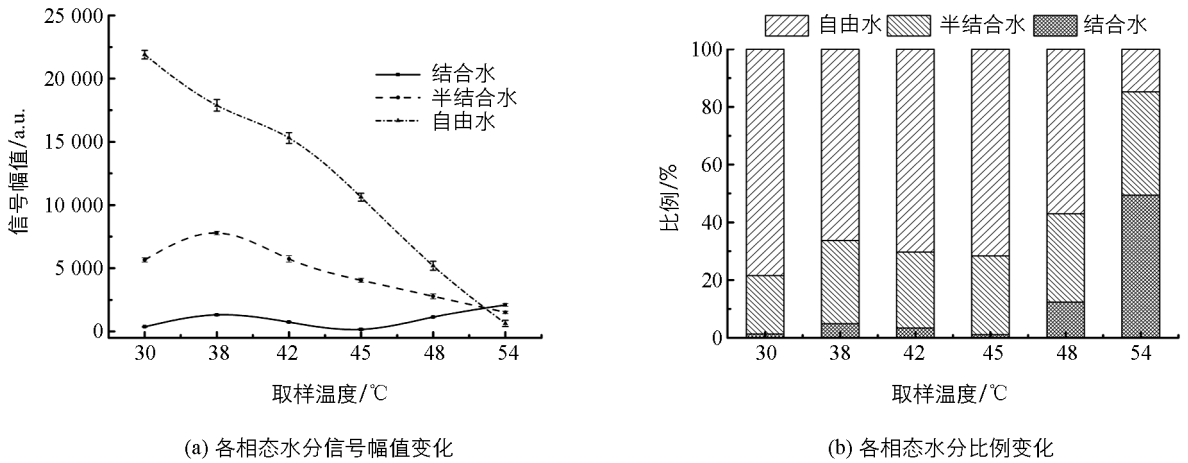 25 000
20 000
15 000
10 000
5 000
0
信号幅值/a.u.
结合水
半结合水
自由水
30 38 42 45 48 54
取样温度/℃
(a) 各相态水分信号幅值变化
自由水 半结合水 结合水
100
80
60
40
20
0
比例/%
30 38 42 45 48 54
取样温度/℃
(b) 各相态水分比例变化